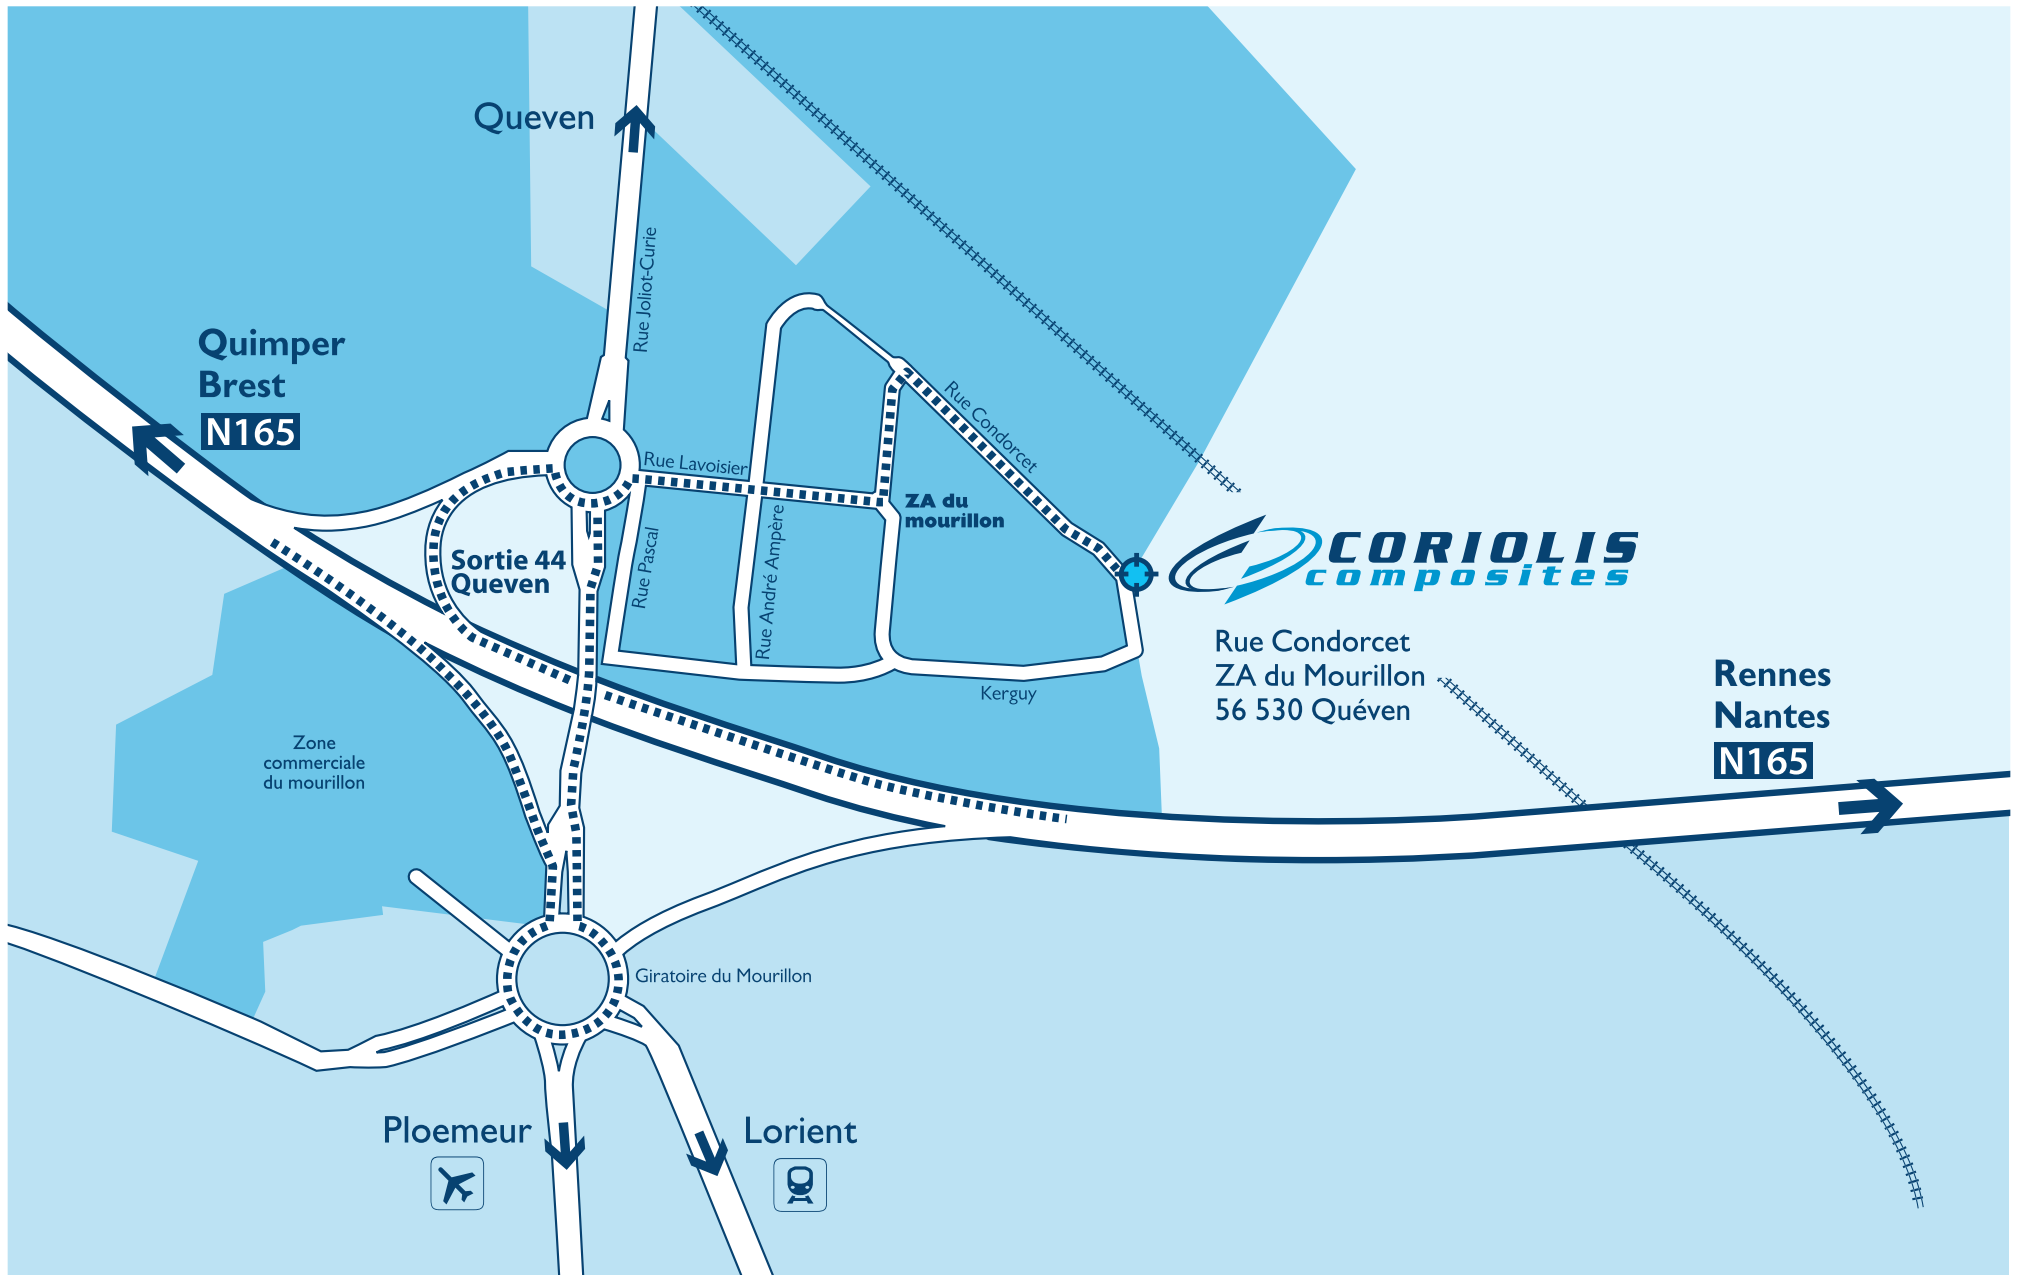 Queven
Rue Joliot-Curie
Quimper
Brest
N165
Rue Condorcet
Rue Lavoisier
ZA du
mourillon
Sortie 44
Queven
Rue Pascal
Rue André Ampère
CORIOLIS
composites
Rue Condorcet
ZA du Mourillon
56 530 Quéven
Rennes
Nantes
N165
Kerguy
Zone
commerciale
du mourillon
Giratoire du Mourillon
Ploemeur
Lorient